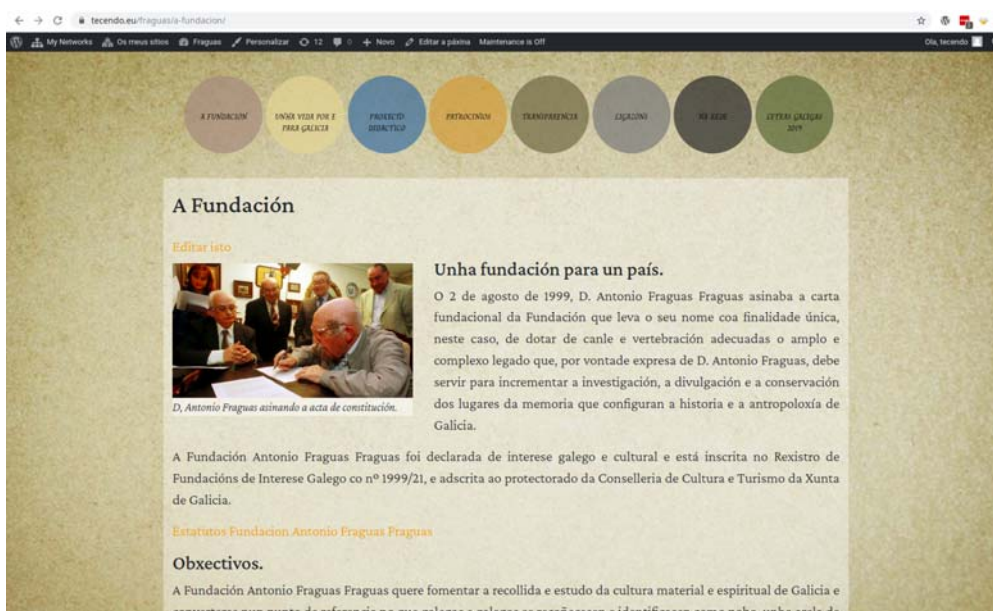 tecendo.eu/fraguas/a-fundacion/
My Networks Os meus sitios Fraguas Personalizar 12 0 Novo Editar a páxina Maintenance is Off Ola, tecendo
A FUNDACIÓN
UNHA VIDA POR E
PARA GALICIA
PROXECTO
DIDÁCTICO
PATROCINIOS
TRANSPARENCIA
LIGAZÓNS
NA REDE
LETRAS GALEGAS
2019
A Fundación
Editar isto
D, Antonio Fraguas asinando a acta de constitución.
Unha fundación para un país.
O 2 de agosto de 1999, D. Antonio Fraguas Fraguas asinaba a carta
fundacional da Fundación que leva o seu nome coa finalidade única,
neste caso, de dotar de canle e vertebración adecuadas o amplo e
complexo legado que, por vontade expresa de D. Antonio Fraguas, debe
servir para incrementar a investigación, a divulgación e a conservación
dos lugares da memoria que configuran a historia e a antropoloxía de
Galicia.
A Fundación Antonio Fraguas Fraguas foi declarada de interese galego e cultural e está inscrita no Rexistro de
Fundacións de Interese Galego co nº 1999/21, e adscrita ao protectorado da Conselleria de Cultura e Turismo da Xunta
de Galicia.
Estatutos Fundacion Antonio Fraguas Fraguas
Obxectivos.
A Fundación Antonio Fraguas Fraguas quere fomentar a recollida e estudo da cultura material e espiritual de Galicia e